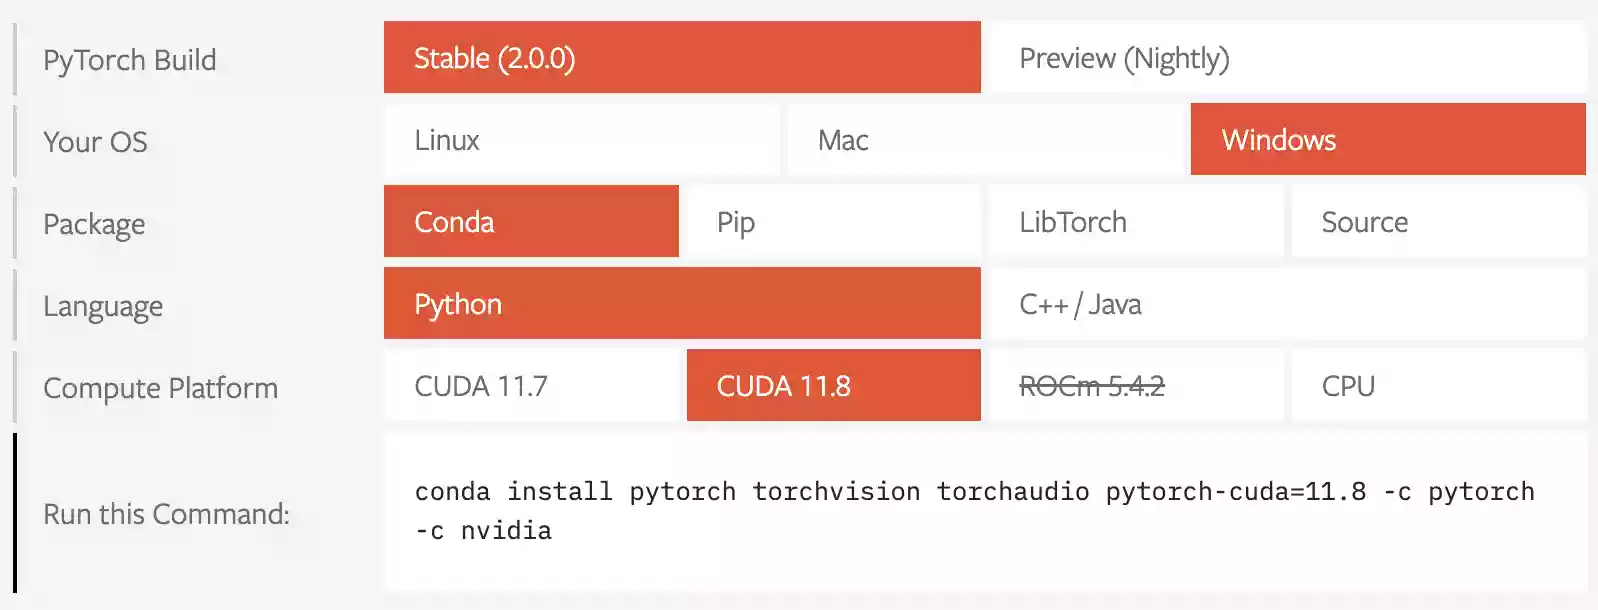 PyTorch Build
Stable (2.0.0)
Preview (Nightly)
Your OS
Linux
Mac
Windows
Package
Conda
Pip
LibTorch
Source
Language
Python
C++ / Java
Compute Platform
CUDA 11.7
CUDA 11.8
ROCm 5.4.2
CPU
Run this Command:
conda install pytorch torchvision torchaudio pytorch-cuda=11.8 -c pytorch
-c nvidia